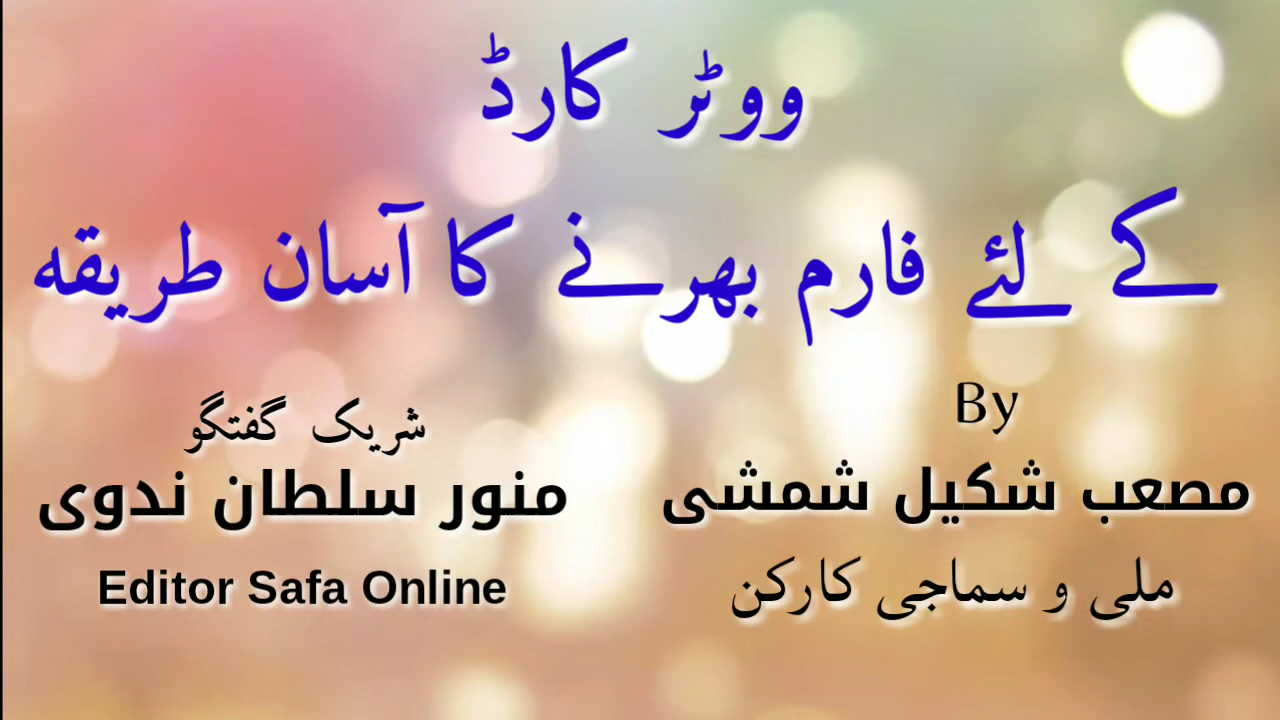 ووٹر کارڈ
کے لئے فارم بھرنے کا آسان طریقہ
By
مصعب شکیل شمشی
ملی و سماجی کارکن
شریک گفتگو
منور سلطان ندوی
Editor Safa Online